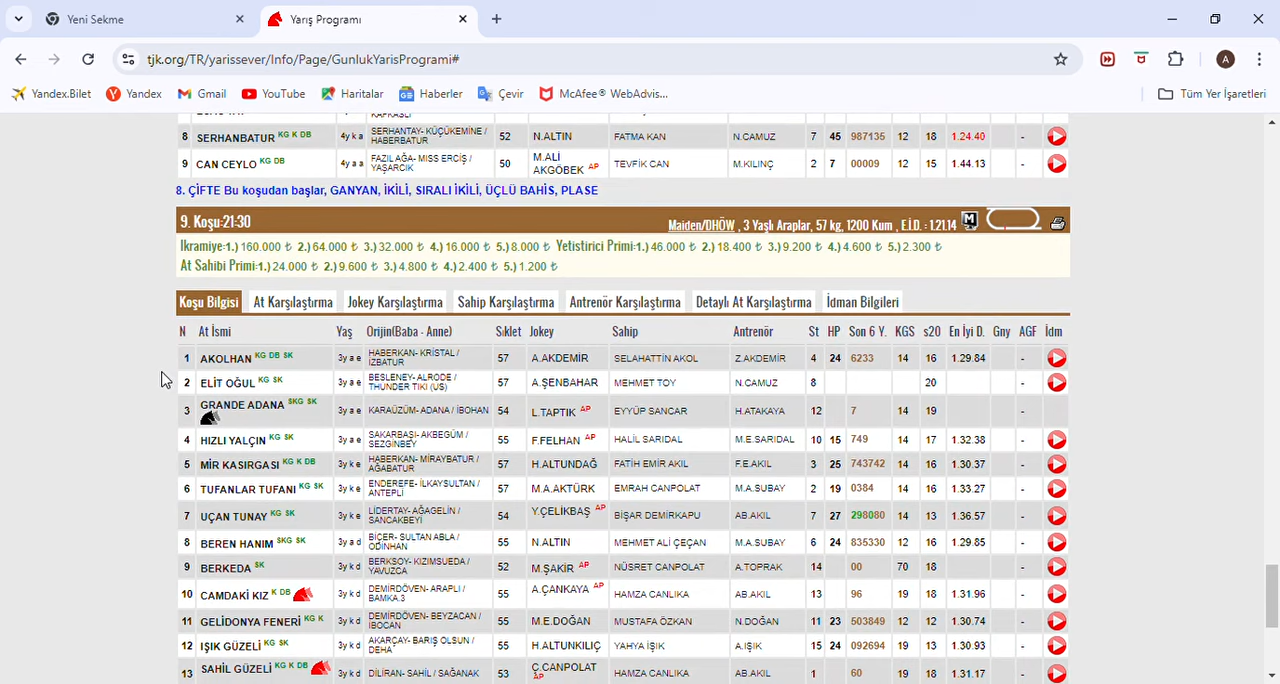 Yeni Sekme
Yarış Programı
tjk.org/TR/yarissever/Info/Page/GunlukYarisProgrami#
A
Yandex.Bilet Yandex Gmail YouTube Haritalar Haberler Çevir McAfee® WebAdvis... Tüm Yer İşaretleri
KAFKASLI
8 SERHANBATUR KG K DB 4y k a SERHANTAY- KÜÇÜKEMİNE / HABERBATUR 52 N.ALTIN FATMA KAN N.CAMUZ 7 45 987135 12 18 1.24.40 -
9 CAN CEYLO KG DB 4y a a FAZIL AĞA- MISS ERCİŞ / YAŞARCIK 50 M.ALİ AKGÖBEK AP TEVFİK CAN M.KILINÇ 2 7 00009 12 15 1.44.13 -
8. ÇİFTE Bu koşudan başlar, GANYAN, İKİLİ, SIRALI İKİLİ, ÜÇLÜ BAHİS, PLASE
9. Koşu:21:30 Maiden/DHÖW , 3 Yaşlı Araplar, 57 kg, 1200 Kum , E.İ.D. : 1.21.14 M
Ikramiye:1.) 160.000 ₺ 2.) 64.000 ₺ 3.) 32.000 ₺ 4.) 16.000 ₺ 5.) 8.000 ₺ Yetistirici Primi:1.) 46.000 ₺ 2.) 18.400 ₺ 3.) 9.200 ₺ 4.) 4.600 ₺ 5.) 2.300 ₺
At Sahibi Primi:1.) 24.000 ₺ 2.) 9.600 ₺ 3.) 4.800 ₺ 4.) 2.400 ₺ 5.) 1.200 ₺
Koşu Bilgisi At Karşılaştırma Jokey Karşılaştırma Sahip Karşılaştırma Antrenör Karşılaştırma Detaylı At Karşılaştırma İdman Bilgileri
N At İsmi Yaş Orijin(Baba - Anne) Sıklet Jokey Sahip Antrenör St HP Son 6 Y. KGS s20 En İyi D. Gny AGF İdm
1 AKOLHAN KG DB SK 3y a e HABERKAN- KRİSTAL / İZBATUR 57 A.AKDEMİR SELAHATTİN AKOL Z.AKDEMİR 4 24 6233 14 16 1.29.84 -
2 ELİT OĞUL KG SK 3y a e BESLENEY- ALRODE / THUNDER TIKI (US) 57 A.ŞENBAHAR MEHMET TOY N.CAMUZ 8 20 -
3 GRANDE ADANA SKG SK 3y a e KARAÜZÜM- ADANA / İBOHAN 54 L.TAPTIK AP EYYÜP SANCAR H.ATAKAYA 12 7 14 19 -
4 HIZLI YALÇIN KG SK 3y a e SAKARBAŞI- AKBEGÜM / SEZGİNBEY 55 F.FELHAN AP HALİL SARIDAL M.E.SARIDAL 10 15 749 14 17 1.32.38 -
5 MİR KASIRGASI KG K DB 3y k e HABERKAN- MİRAYBATUR / AĞABATUR 57 H.ALTUNDAĞ FATİH EMİR AKIL F.E.AKIL 3 25 743742 14 16 1.30.37 -
6 TUFANLAR TUFANI KG SK 3y k e ENDEREFE- İLKAYSULTAN / ANTEPLİ 57 M.A.AKTÜRK EMRAH CANPOLAT M.A.SUBAY 2 19 0384 14 16 1.33.27 -
7 UÇAN TUNAY KG SK 3y k e LİDERTAY- AĞAGELİN / SANCAKBEYİ 54 Y.ÇELİKBAŞ AP BİŞAR DEMİRKAPU AB.AKIL 7 27 298080 14 13 1.36.57 -
8 BEREN HANIM SKG SK 3y a d BİÇER- SULTAN ABLA / ODİNHAN 55 N.ALTIN MEHMET ALİ ÇEÇAN M.A.SUBAY 6 24 835330 12 16 1.29.85 -
9 BERKEDA SK 3y k d BERKSOY- KIZIMSUEDA / YAVUZCA 52 M.ŞAKİR AP NÜSRET CANPOLAT A.TOPRAK 14 00 70 18 -
10 CAMDAKİ KIZ K DB 3y k d DEMİRDÖVEN- ARAPLI / BAMKA.3 55 A.ÇANKAYA AP HAMZA CANLIKA AB.AKIL 13 96 19 18 1.31.96 -
11 GELİDONYA FENERİ KG K 3y k d DEMİRDÖVEN- BEYZACAN / İBOCAN 55 M.E.DOĞAN MUSTAFA ÖZKAN N.DOĞAN 11 23 503849 12 12 1.30.74 -
12 IŞIK GÜZELİ KG SK 3y k d AKARÇAY- BARIŞ OLSUN / DEHA 55 H.ALTUNKILIÇ YAHYA IŞIK A.IŞIK 15 24 092694 19 13 1.30.93 -
13 SAHİL GÜZELİ KG K DB 3y k d DİLİRAN- SAHİL / SAĞANAK 53 Ç.CANPOLAT AP HAMZA CANLIKA AB.AKIL 1 60 19 18 1.31.17 -